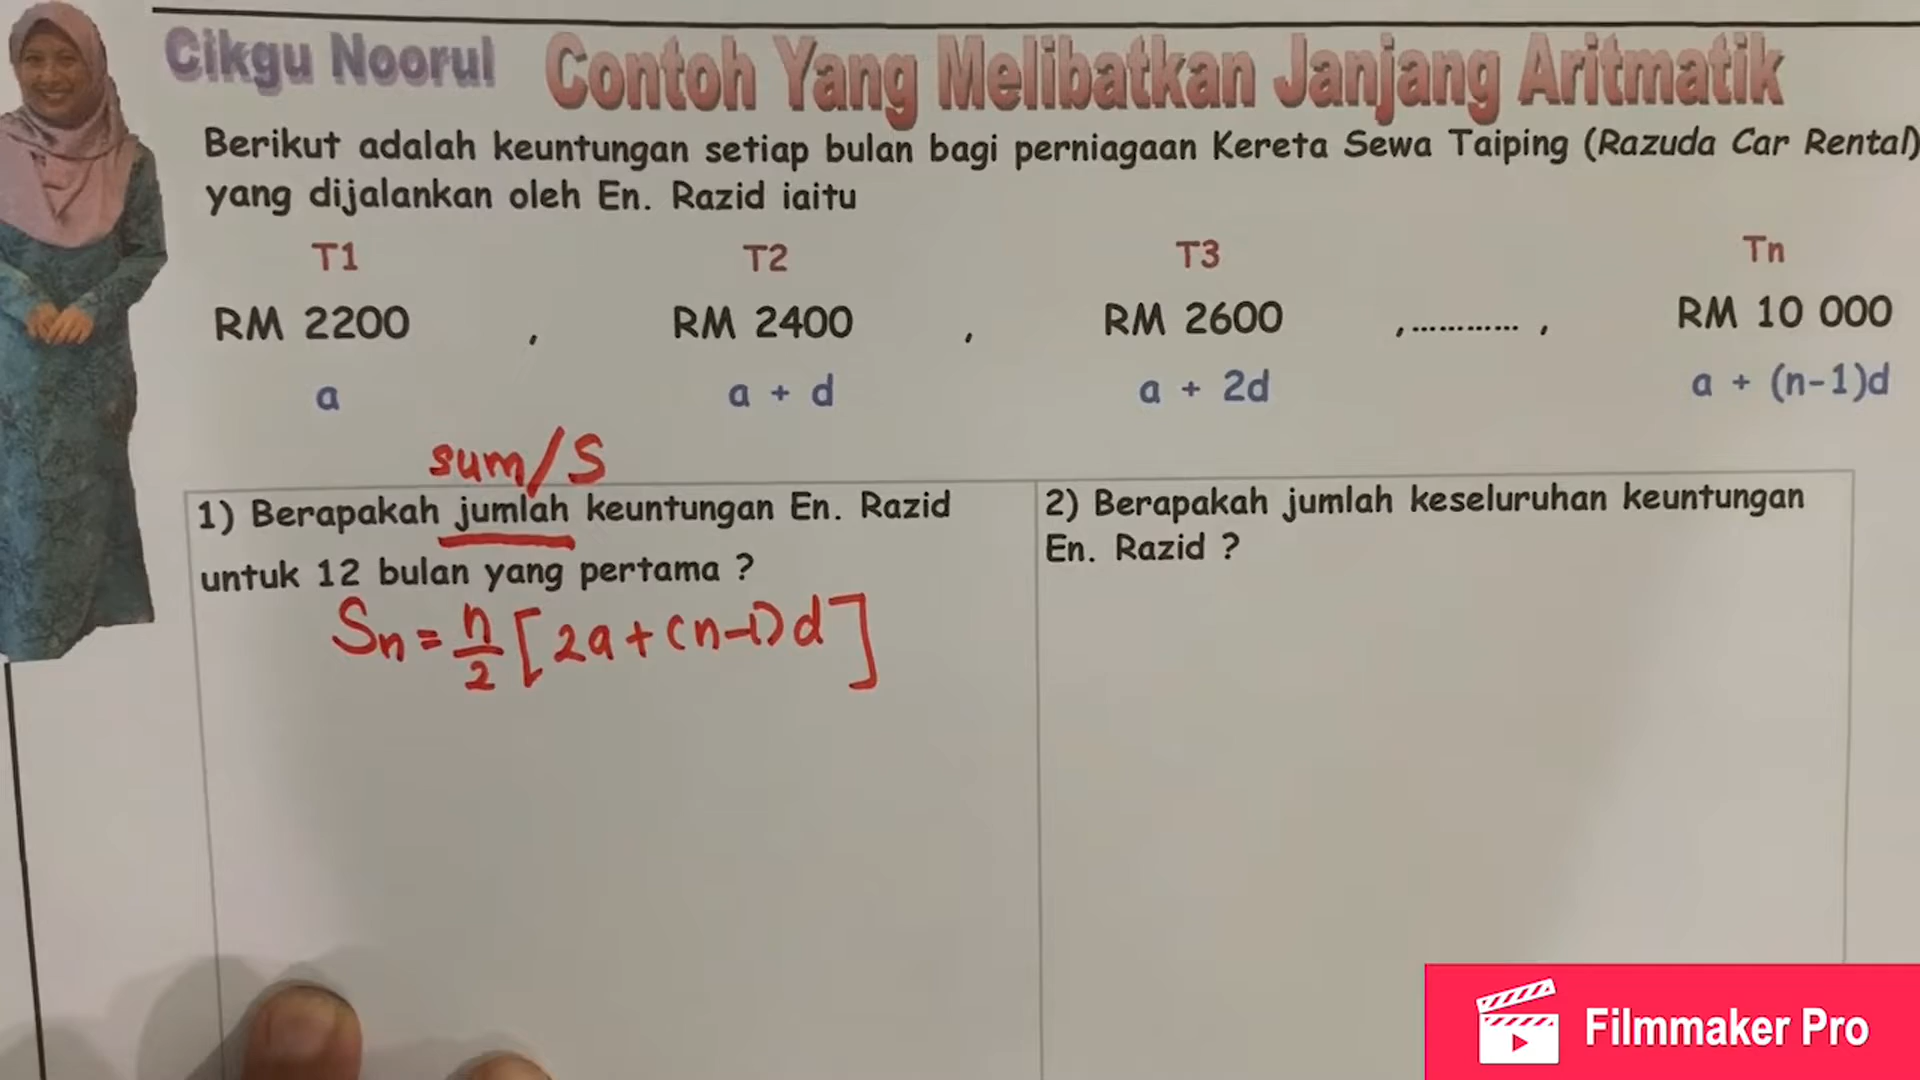 Cikgu Noorul Contoh Yang Melibatkan Janjang Aritmatik
Berikut adalah keuntungan setiap bulan bagi perniagaan Kereta Sewa Taiping (Razuda Car Rental)
yang dijalankan oleh En. Razid iaitu
T1 T2 T3 Tn
RM 2200 , RM 2400 , RM 2600 , ............ , RM 10 000
a a + d a + 2d a + (n-1)d
sum/S
1) Berapakah jumlah keuntungan En. Razid
untuk 12 bulan yang pertama ?
Sn = n/2 [2a + (n-1)d]
2) Berapakah jumlah keseluruhan keuntungan
En. Razid ?
Filmmaker Pro